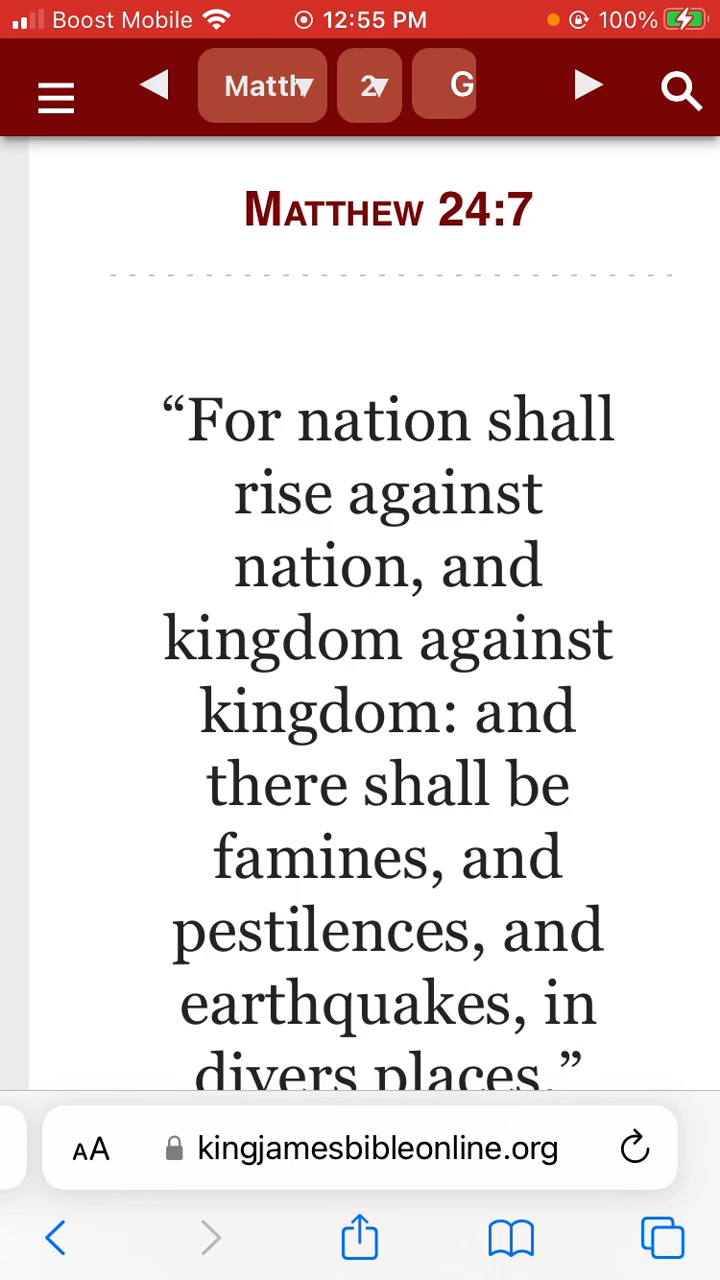 Boost Mobile 12:55 PM 100%
Matth 2 G
MATTHEW 24:7
“For nation shall
rise against
nation, and
kingdom against
kingdom: and
there shall be
famines, and
pestilences, and
earthquakes, in
divers places.”
AA kingjamesbibleonline.org